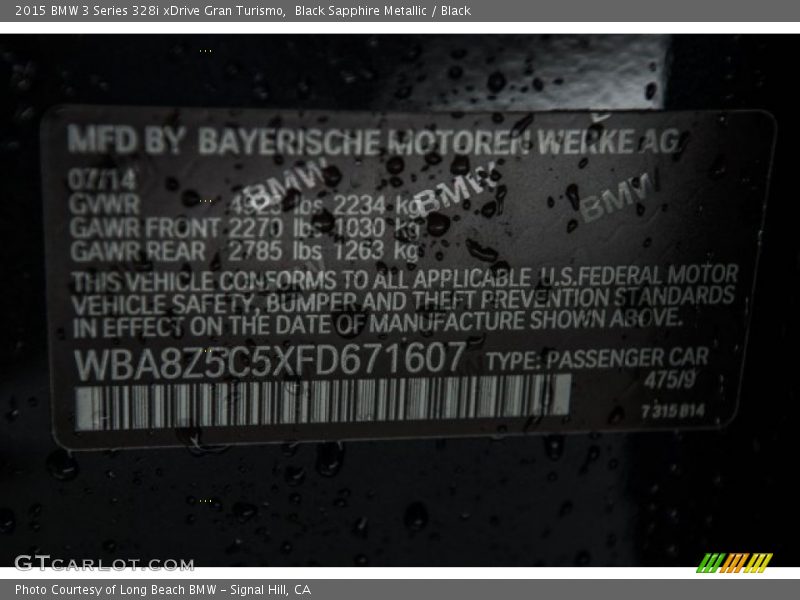 2015 BMW 3 Series 328i xDrive Gran Turismo, Black Sapphire Metallic / Black
MFD BY BAYERISCHE MOTOREN WERKE AG
07/14
BMW BMW BMW
GVWR lbs 2234 kg
GAWR FRONT 2270 lbs 1030 kg
GAWR REAR 2785 lbs 1263 kg
THIS VEHICLE CONFORMS TO ALL APPLICABLE U.S.FEDERAL MOTOR
VEHICLE SAFETY, BUMPER AND THEFT PREVENTION STANDARDS
IN EFFECT ON THE DATE OF MANUFACTURE SHOWN ABOVE.
WBA8Z5C5XFD671607 TYPE: PASSENGER CAR
475/9
7 315 814
GTCARLOT.COM
Photo Courtesy of Long Beach BMW – Signal Hill, CA